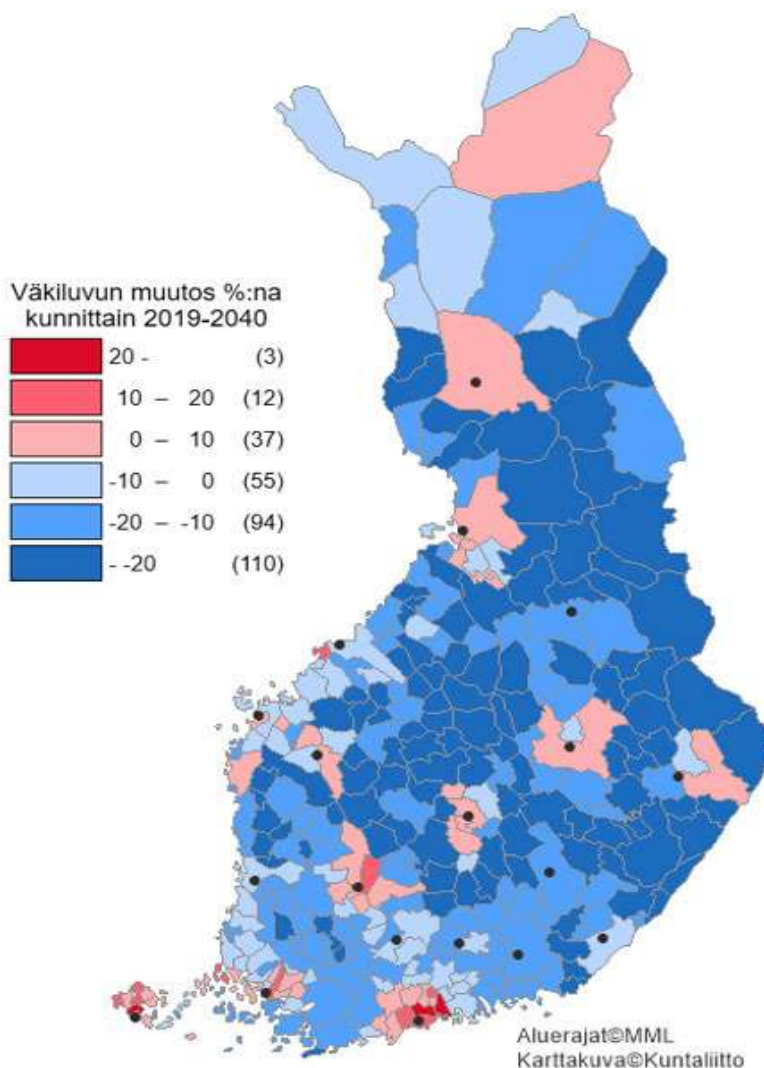 Väkiluvun muutos %:na
kunnittain 2019-2040
20 - (3)
10 – 20 (12)
0 – 10 (37)
-10 – 0 (55)
-20 – -10 (94)
- -20 (110)
Aluerajat©MML
Karttakuva©Kuntaliitto